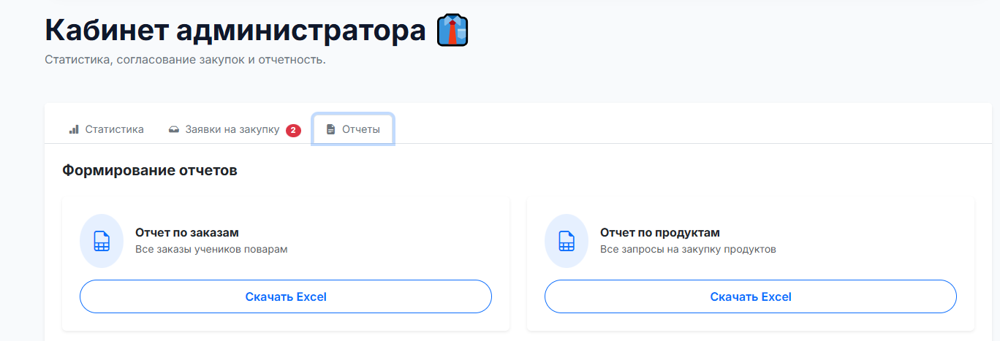 Кабинет администратора
Статистика, согласование закупок и отчетность.
Статистика Заявки на закупку 2 Отчеты
Формирование отчетов
Отчет по заказам
Все заказы учеников поварам
Скачать Excel
Отчет по продуктам
Все запросы на закупку продуктов
Скачать Excel